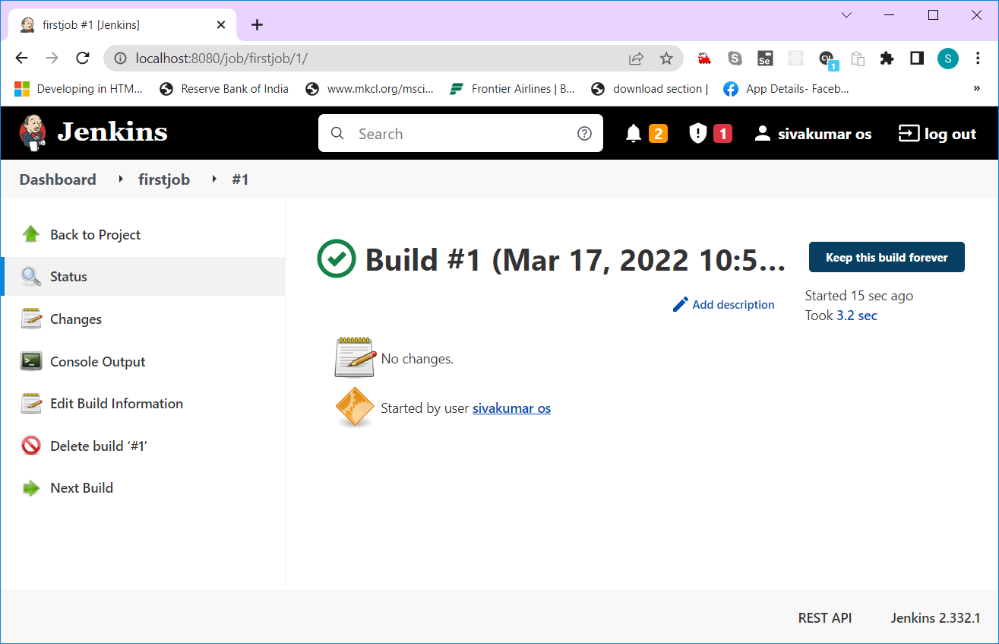 firstjob #1 [Jenkins]
localhost:8080/job/firstjob/1/
Se
CY
1
S
Developing in HTM...
Reserve Bank of India
www.mkcl.org/msci...
Frontier Airlines | B...
download section |
App Details- Faceb...
»
Jenkins
Search
2
1
sivakumar os
log out
Dashboard
firstjob
#1
Back to Project
Status
Changes
Console Output
Edit Build Information
Delete build ‘#1’
Next Build
Build #1 (Mar 17, 2022 10:5...
Keep this build forever
Add description
Started 15 sec ago
Took 3.2 sec
No changes.
Started by user sivakumar os
REST API
Jenkins 2.332.1